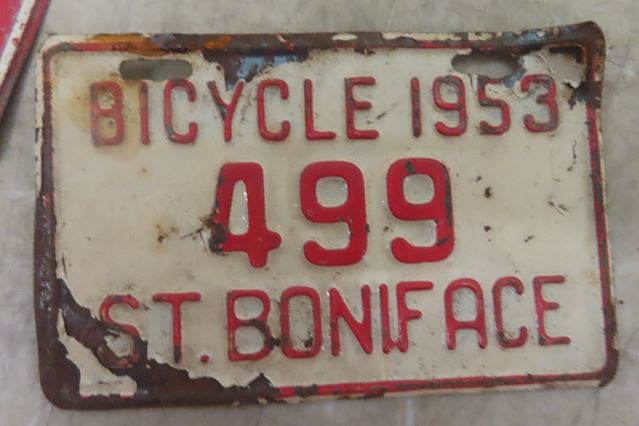 BICYCLE 1953
499
ST. BONIFACE